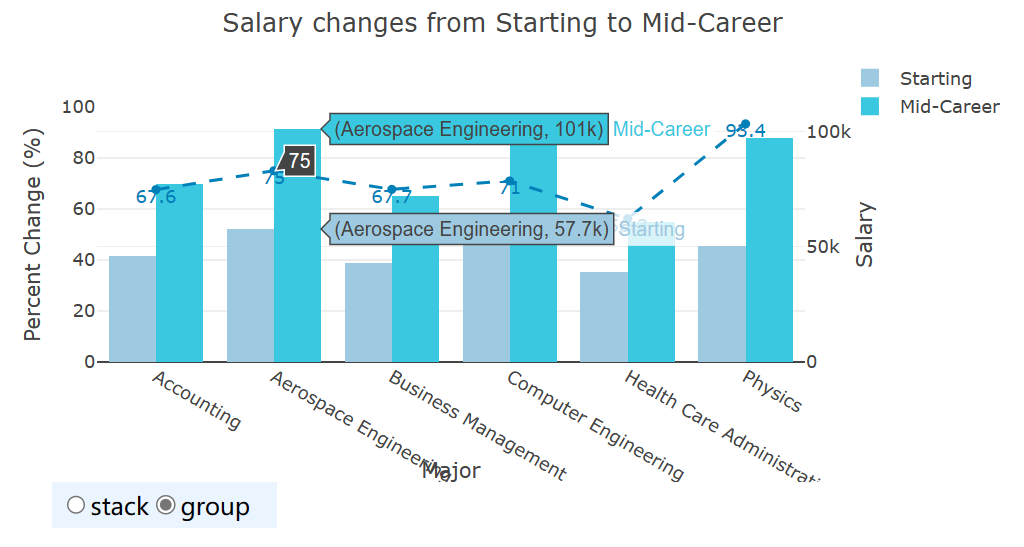 Salary changes from Starting to Mid-Career
Starting
Mid-Career
Percent Change (%)
100
80
60
40
20
0
100k
50k
0
Salary
(Aerospace Engineering, 101k) Mid-Career
75
(Aerospace Engineering, 57.7k) Starting
67.6
75
67.7
71
93.4
Accounting
Aerospace Engineering
Business Management
Computer Engineering
Health Care Administrati
Physics
Major
stack group